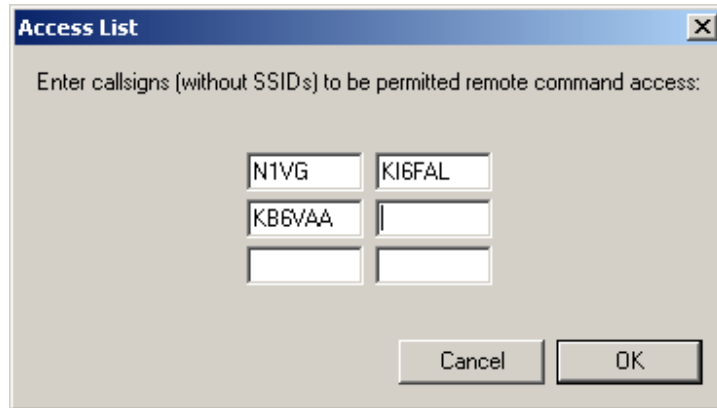 Access List
Enter callsigns (without SSIDs) to be permitted remote command access:
N1VG KI6FAL
KB6VAA
Cancel OK